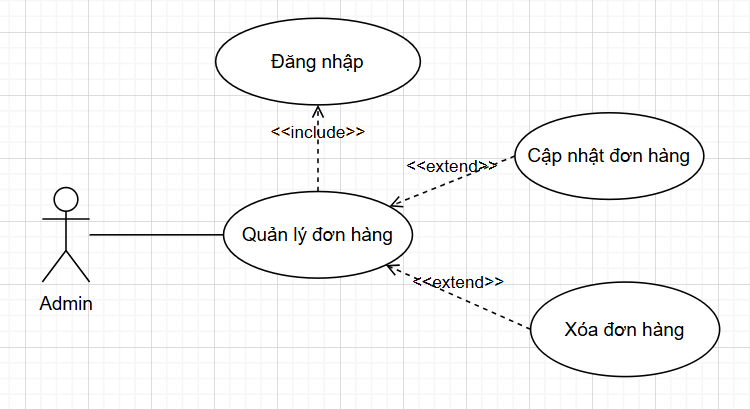 Đăng nhập
<<include>>
Cập nhật đơn hàng
<<extend>>
Quản lý đơn hàng
<<extend>>
Admin
Xóa đơn hàng